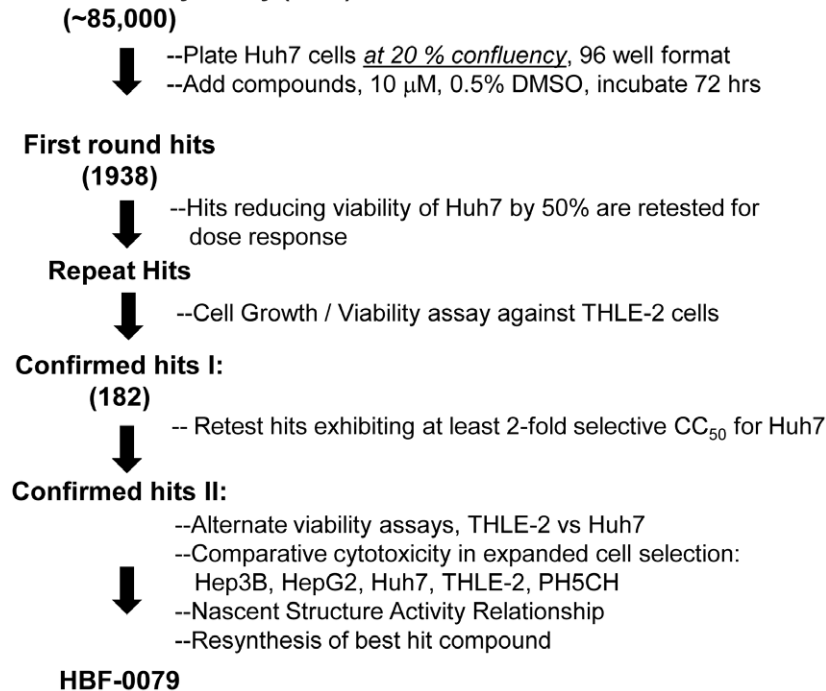 (~85,000)
--Plate Huh7 cells at 20 % confluency, 96 well format
--Add compounds, 10 μM, 0.5% DMSO, incubate 72 hrs
First round hits
(1938)
--Hits reducing viability of Huh7 by 50% are retested for
dose response
Repeat Hits
--Cell Growth / Viability assay against THLE-2 cells
Confirmed hits I:
(182)
-- Retest hits exhibiting at least 2-fold selective CC50 for Huh7
Confirmed hits II:
--Alternate viability assays, THLE-2 vs Huh7
--Comparative cytotoxicity in expanded cell selection:
Hep3B, HepG2, Huh7, THLE-2, PH5CH
--Nascent Structure Activity Relationship
--Resynthesis of best hit compound
HBF-0079